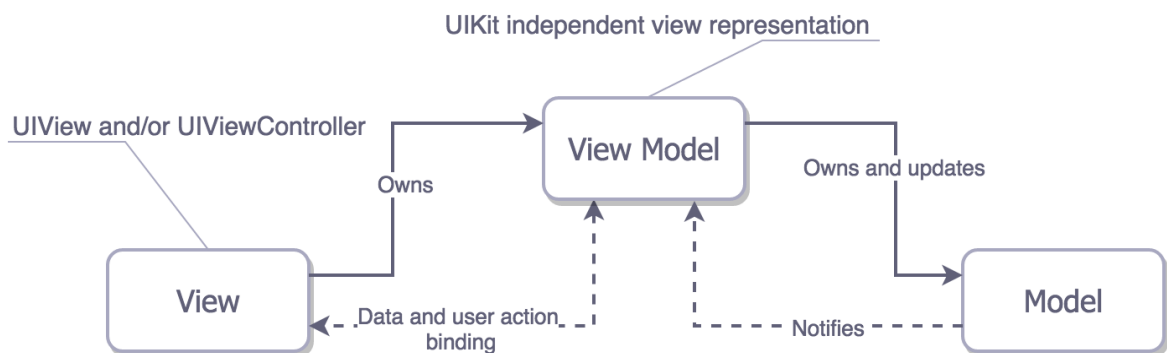 UIKit independent view representation
UIView and/or UIViewController
View Model
Owns
Owns and updates
View
Data and user action
binding
Notifies
Model